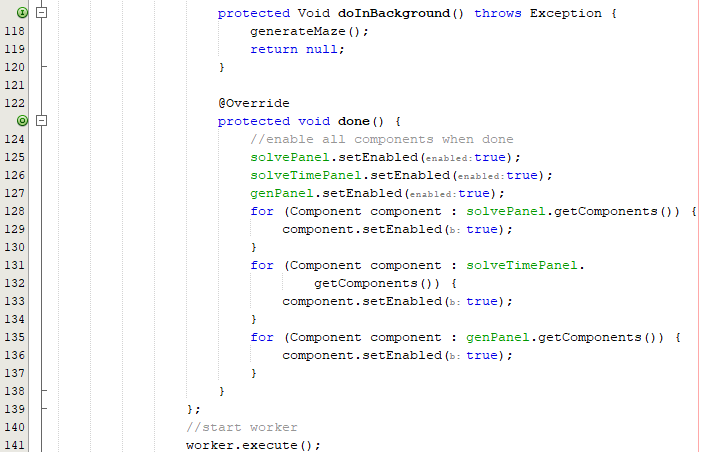 protected Void doInBackground() throws Exception {
118 generateMaze();
119 return null;
120 }
121
122 @Override
protected void done() {
124 //enable all components when done
125 solvePanel.setEnabled(enabled:true);
126 solveTimePanel.setEnabled(enabled:true);
127 genPanel.setEnabled(enabled:true);
128 for (Component component : solvePanel.getComponents()) {
129 component.setEnabled(b: true);
130 }
131 for (Component component : solveTimePanel.
132 getComponents()) {
133 component.setEnabled(b: true);
134 }
135 for (Component component : genPanel.getComponents()) {
136 component.setEnabled(b: true);
137 }
138 }
139 };
140 //start worker
141 worker.execute();